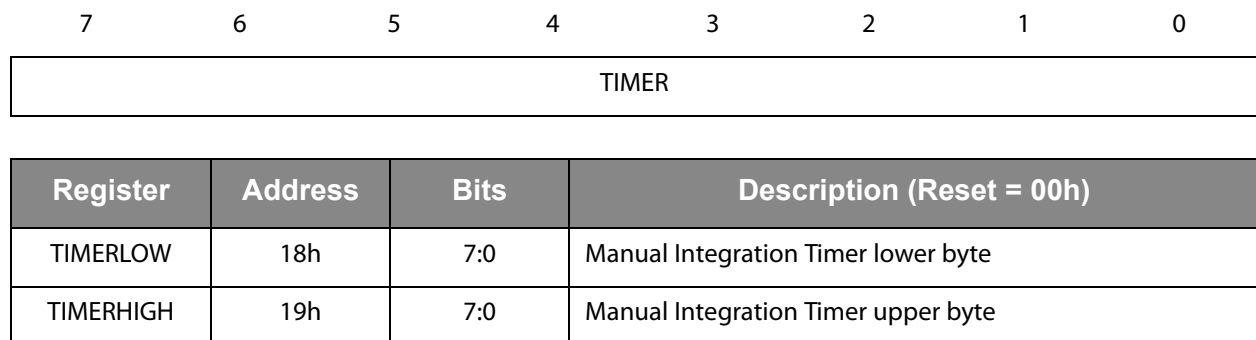 7 6 5 4 3 2 1 0
TIMER
Register Address Bits Description (Reset = 00h)
TIMERLOW 18h 7:0 Manual Integration Timer lower byte
TIMERHIGH 19h 7:0 Manual Integration Timer upper byte